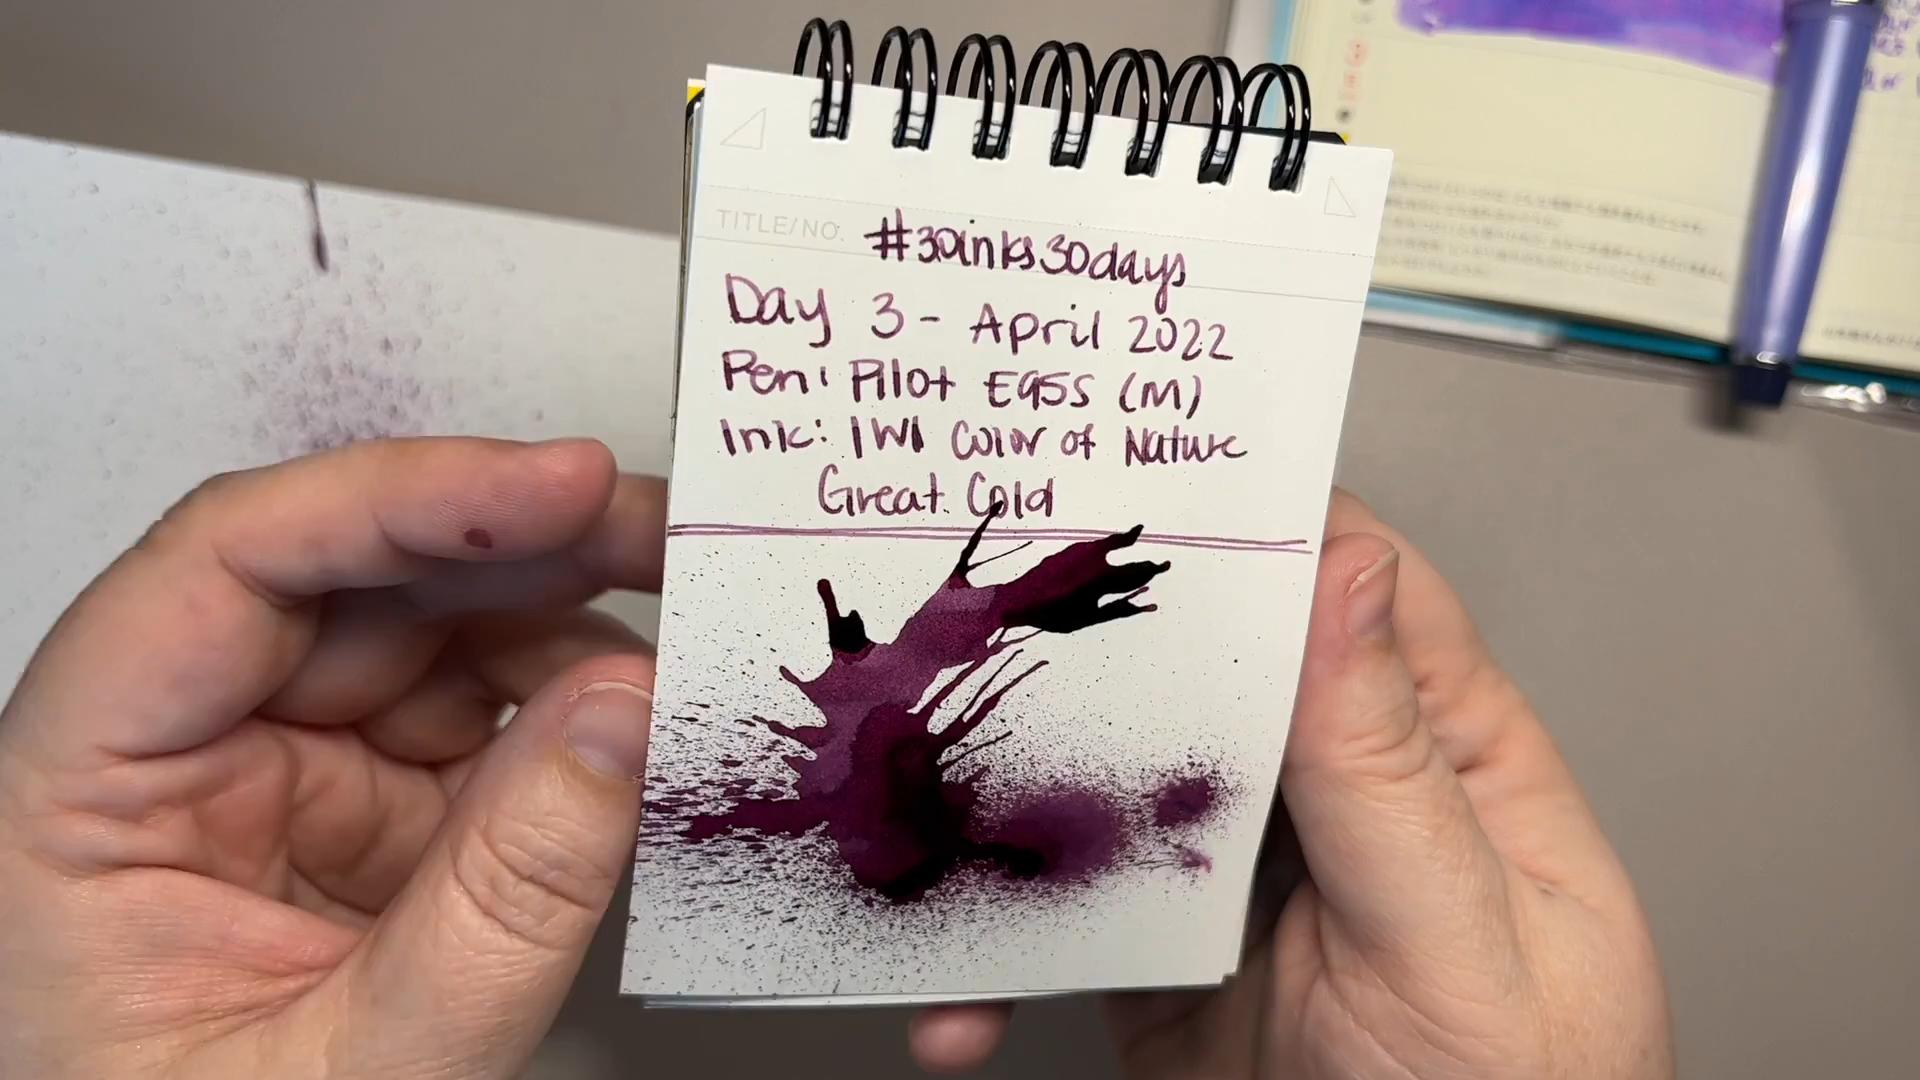 TITLE/NO. #30inks30days
Day 3 - April 2022
Pen: Pilot E95S (M)
Ink: IWI Color of Nature
Great Cold